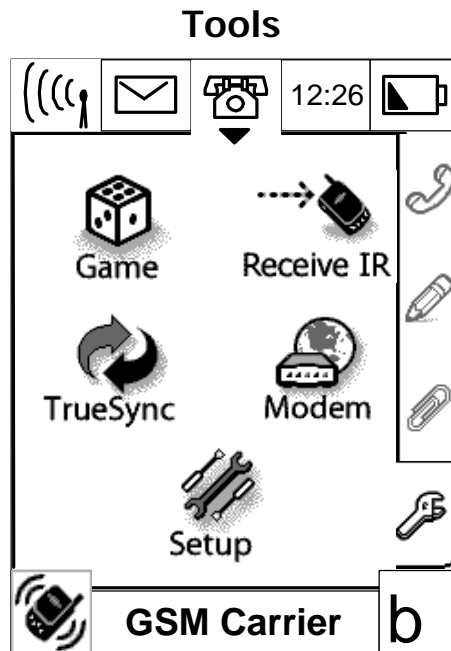 Tools
12:26
Game
Receive IR
TrueSync
Modem
Setup
GSM Carrier
b